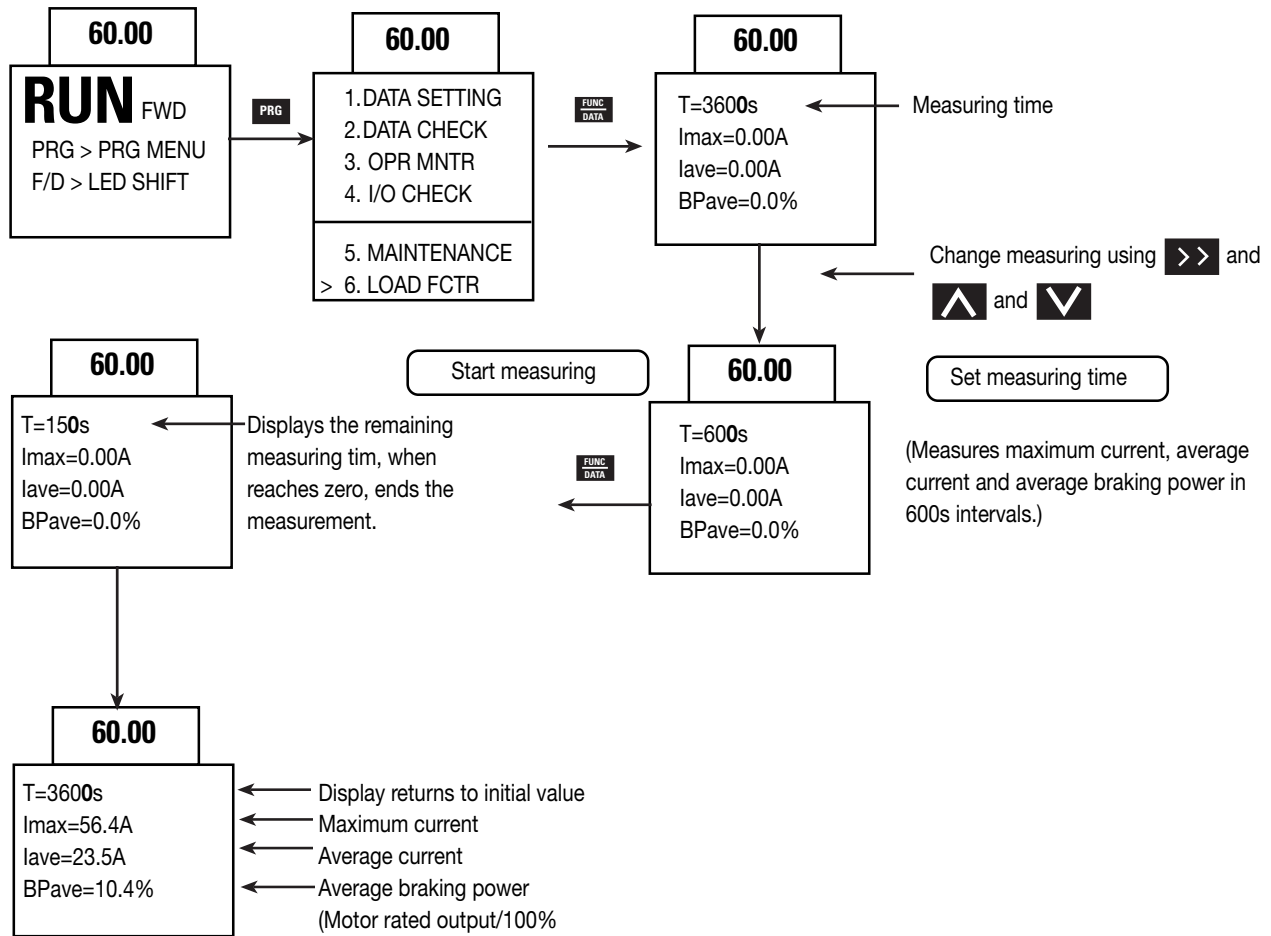 60.00
RUN FWD
PRG > PRG MENU
F/D > LED SHIFT
PRG
60.00
1.DATA SETTING
2.DATA CHECK
3. OPR MNTR
4. I/O CHECK
5. MAINTENANCE
> 6. LOAD FCTR
FUNC
DATA
60.00
T=3600s
Imax=0.00A
Iave=0.00A
BPave=0.0%
Measuring time
Change measuring using >> and
∧ and ∨
60.00
T=600s
Imax=0.00A
Iave=0.00A
BPave=0.0%
Set measuring time
(Measures maximum current, average
current and average braking power in
600s intervals.)
Start measuring
FUNC
DATA
60.00
T=150s
Imax=0.00A
Iave=0.00A
BPave=0.0%
Displays the remaining
measuring tim, when
reaches zero, ends the
measurement.
60.00
T=3600s
Imax=56.4A
Iave=23.5A
BPave=10.4%
Display returns to initial value
Maximum current
Average current
Average braking power
(Motor rated output/100%